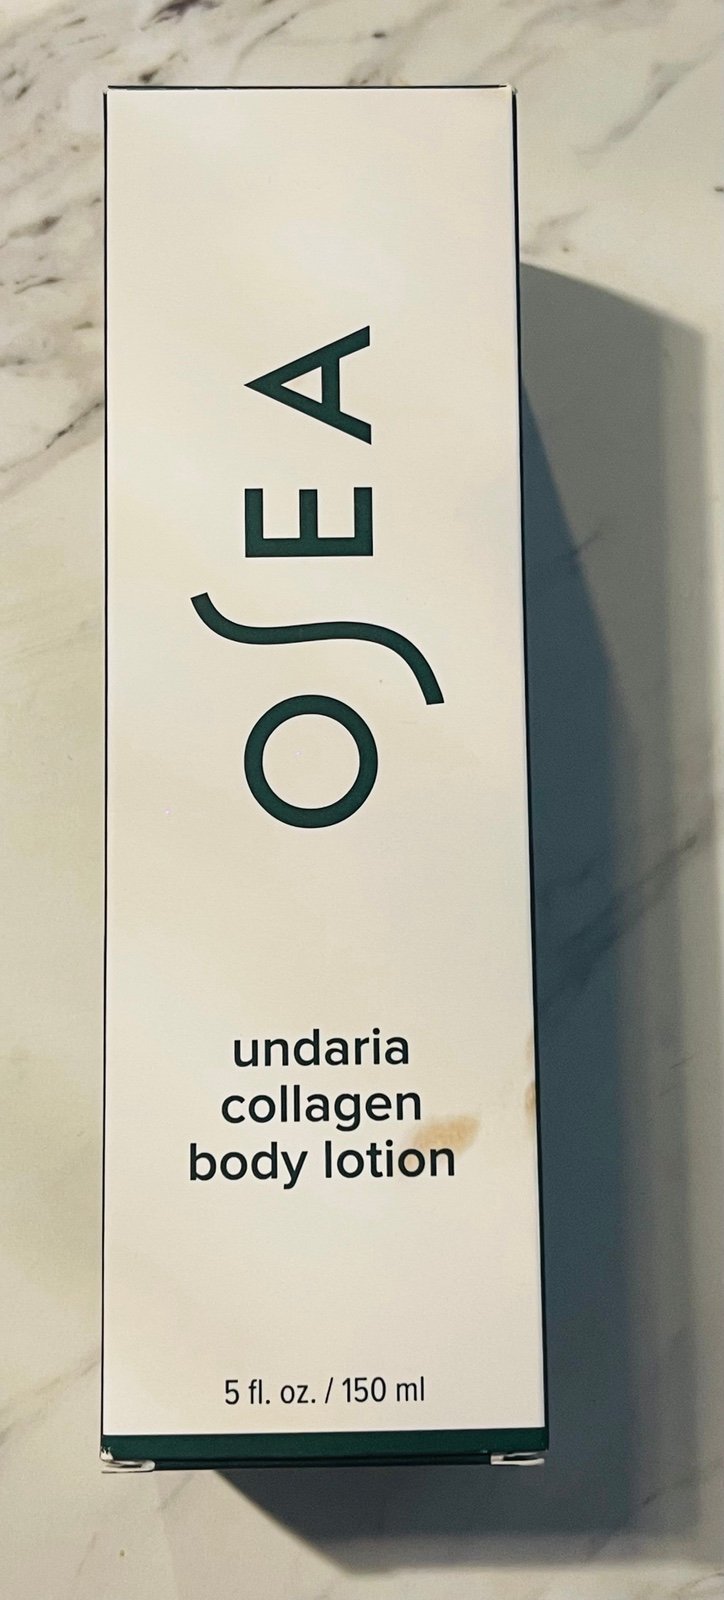 OSEA
undaria
collagen
body lotion
5 fl. oz. / 150 ml